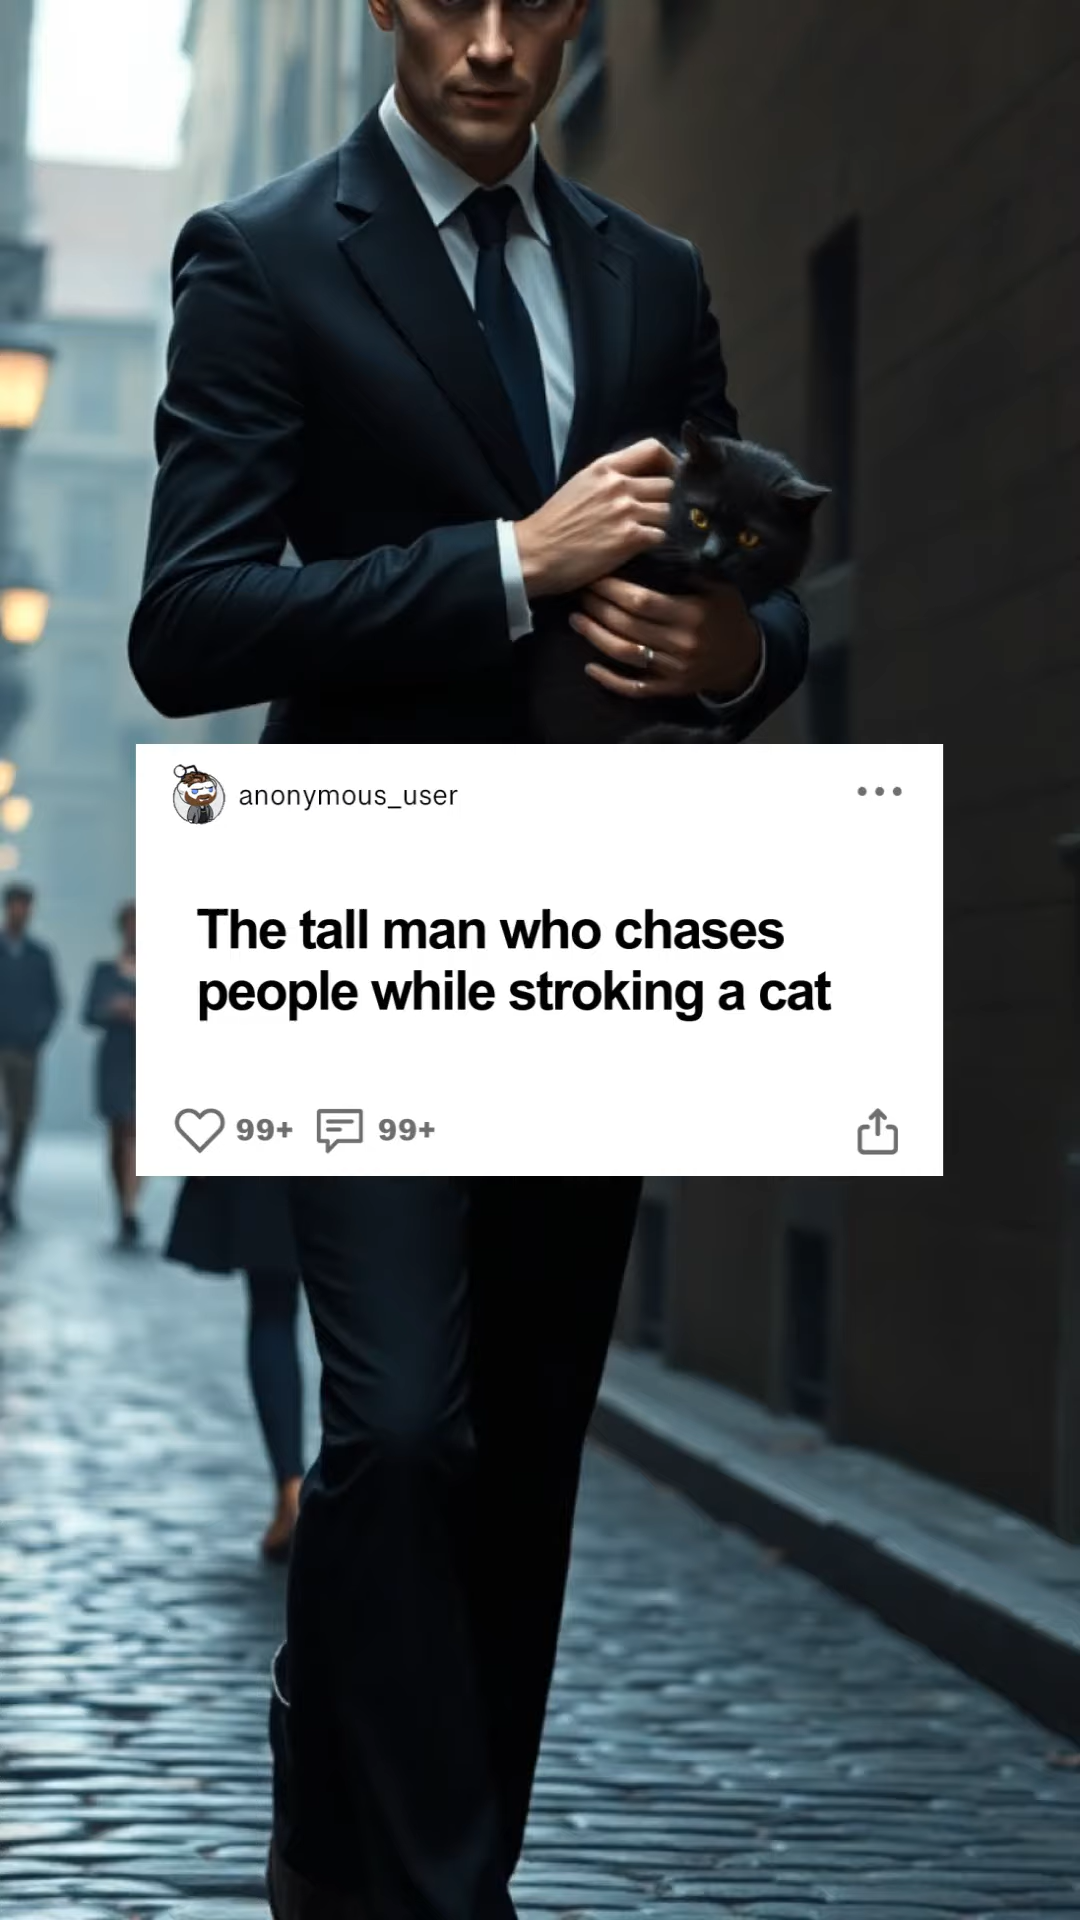 anonymous_user
The tall man who chases
people while stroking a cat
99+ 99+